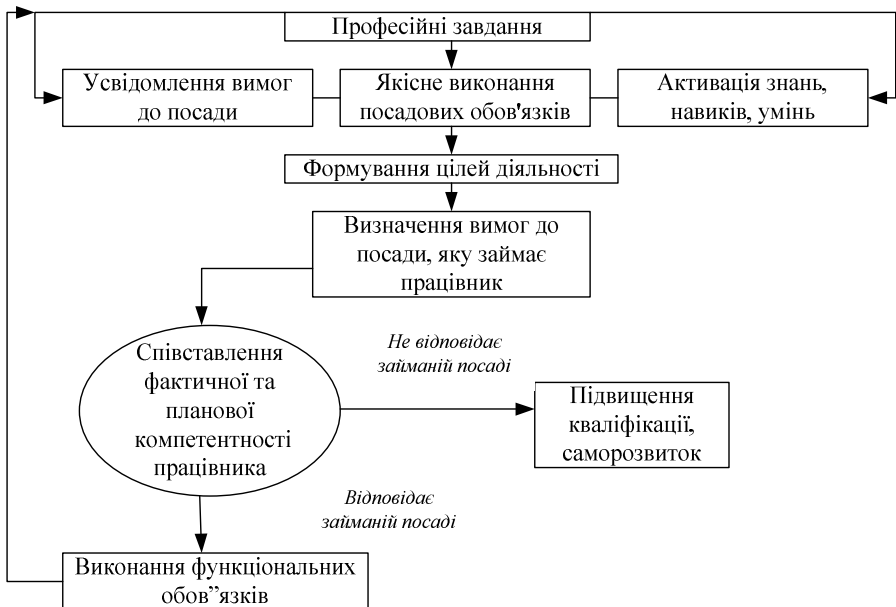 Професійні завдання
Усвідомлення вимог
до посади
Якісне виконання
посадових обов'язків
Активація знань,
навиків, умінь
Формування цілей діяльності
Визначення вимог до
посади, яку займає
працівник
Співставлення
фактичної та
планової
компетентності
працівника
Не відповідає
займаній посаді
Підвищення
кваліфікації,
саморозвиток
Відповідає
займаній посаді
Виконання функціональних
обов”язків